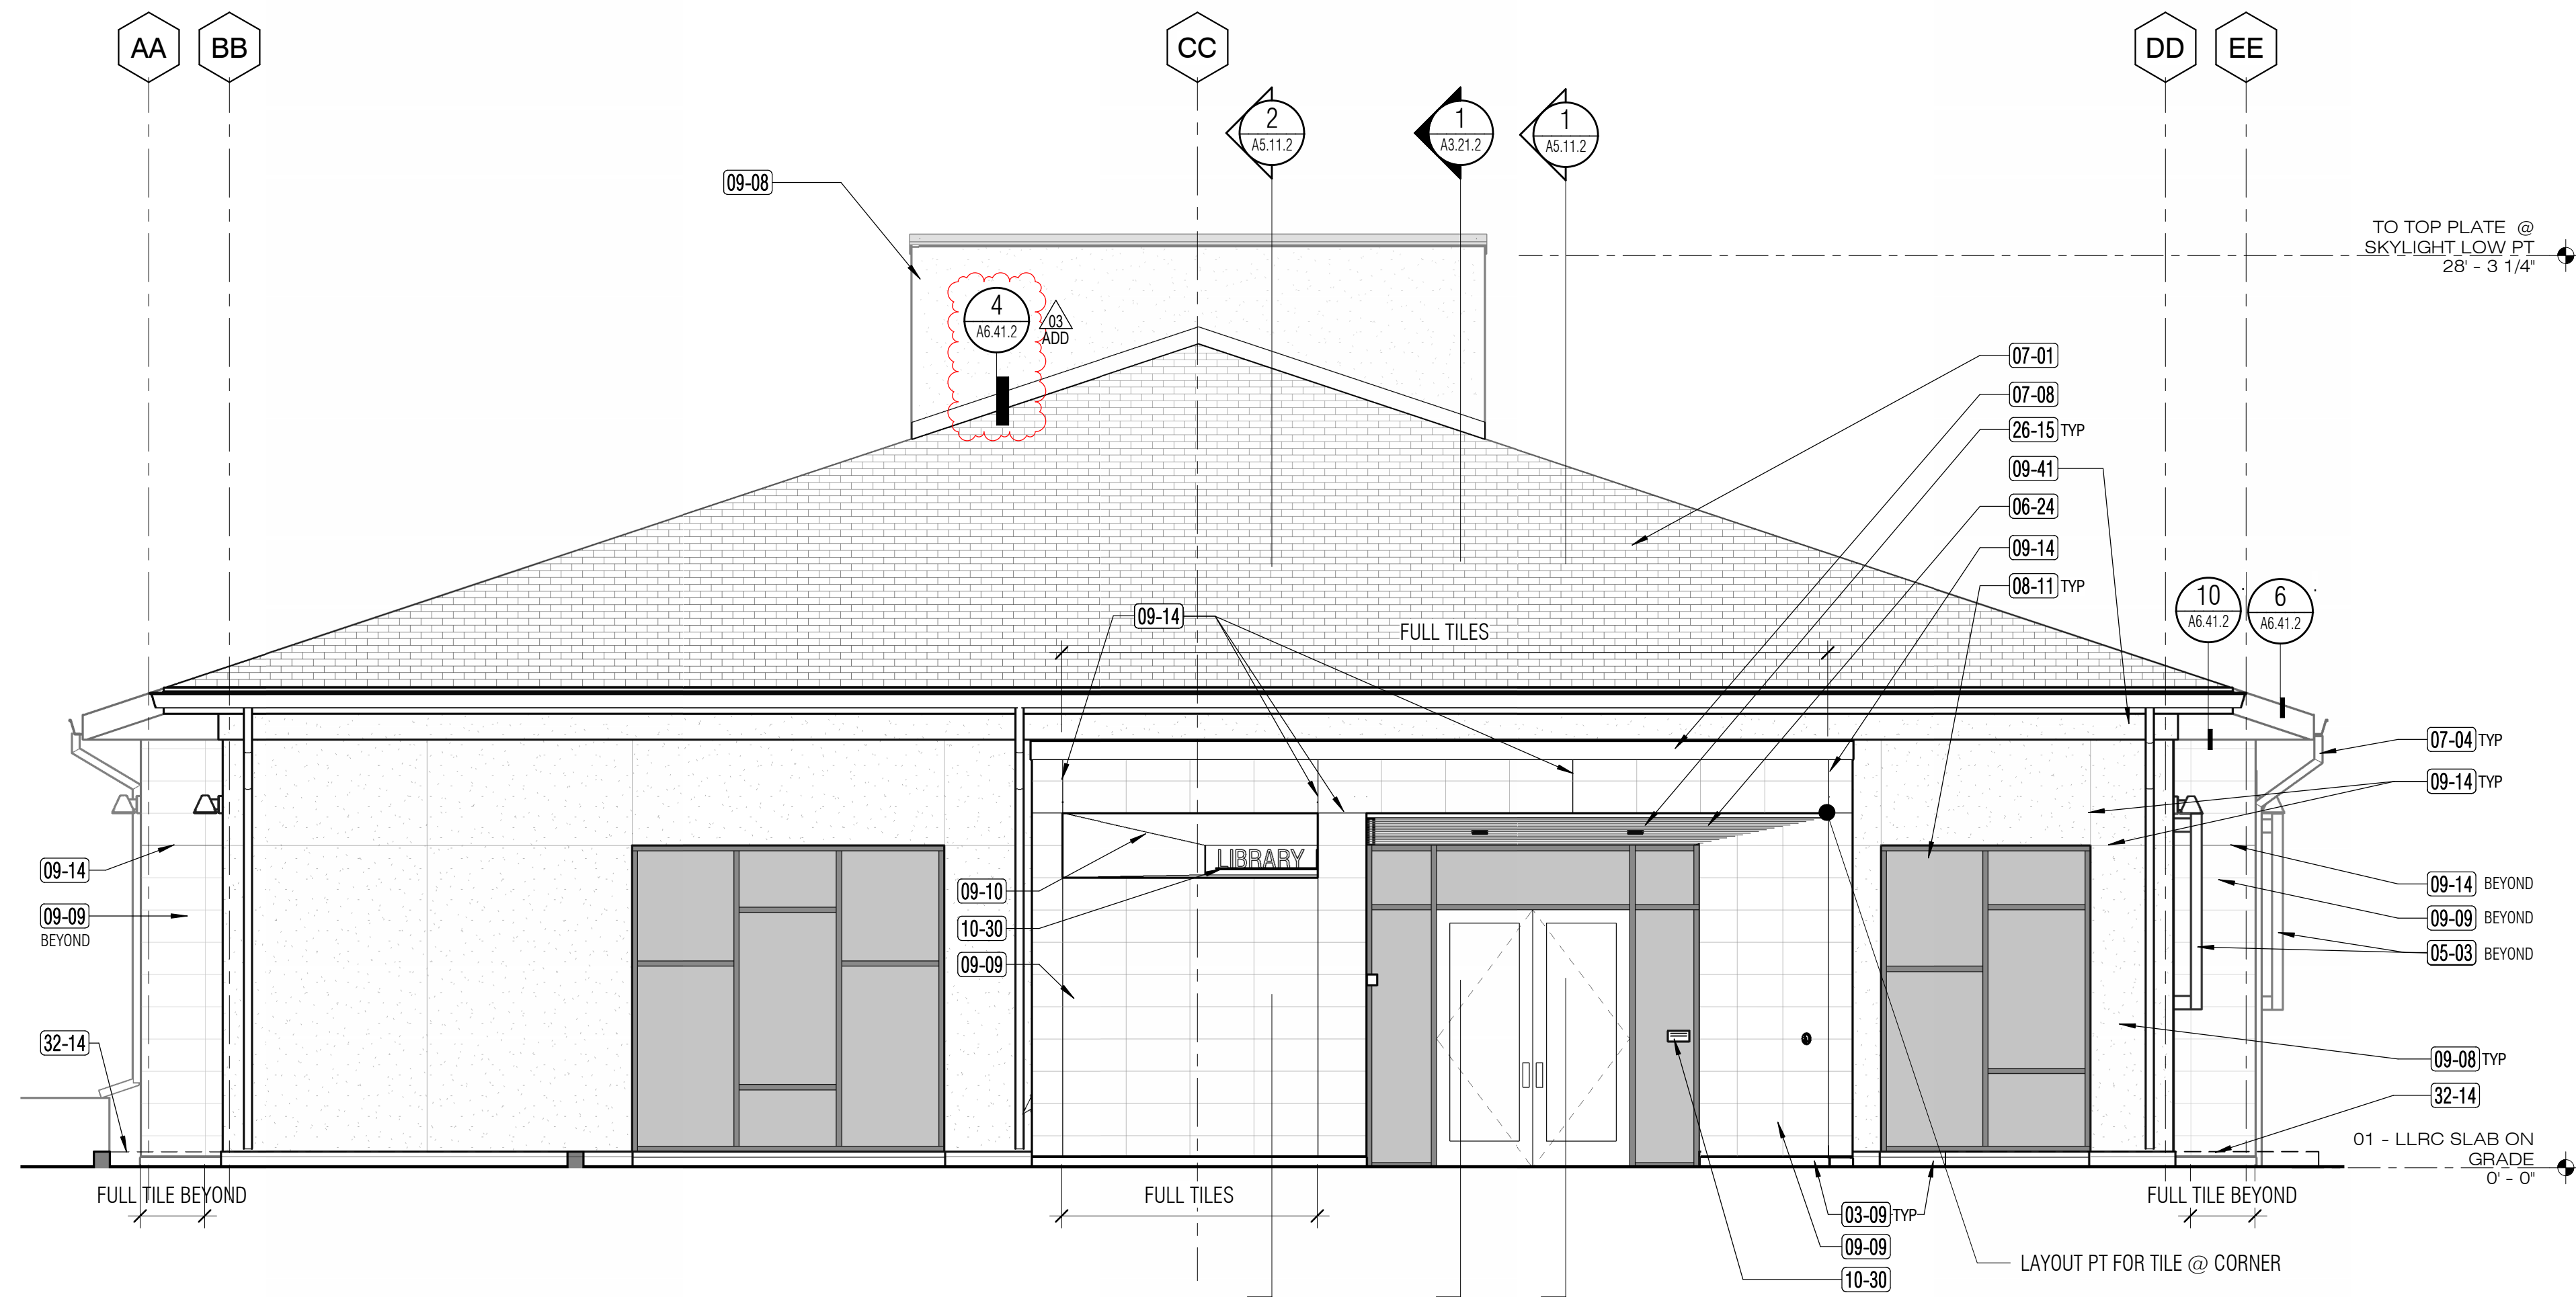 AA
BB
CC
DD
EE
2
A5.11.2
1
A3.21.2
1
A5.11.2
09-08
TO TOP PLATE @
SKYLIGHT LOW PT
28' - 3 1/4"
4
A6.41.2
03
ADD
07-01
07-08
26-15 TYP
09-41
06-24
09-14
08-11 TYP
10
A6.41.2
6
A6.41.2
09-14
FULL TILES
07-04 TYP
09-14 TYP
LIBRARY
09-14
09-10
09-14 BEYOND
09-09
BEYOND
10-30
09-09 BEYOND
09-09
05-03 BEYOND
32-14
09-08 TYP
32-14
01 - LLRC SLAB ON
GRADE
0' - 0"
FULL TILE BEYOND
FULL TILES
FULL TILE BEYOND
03-09 TYP
09-09
LAYOUT PT FOR TILE @ CORNER
10-30